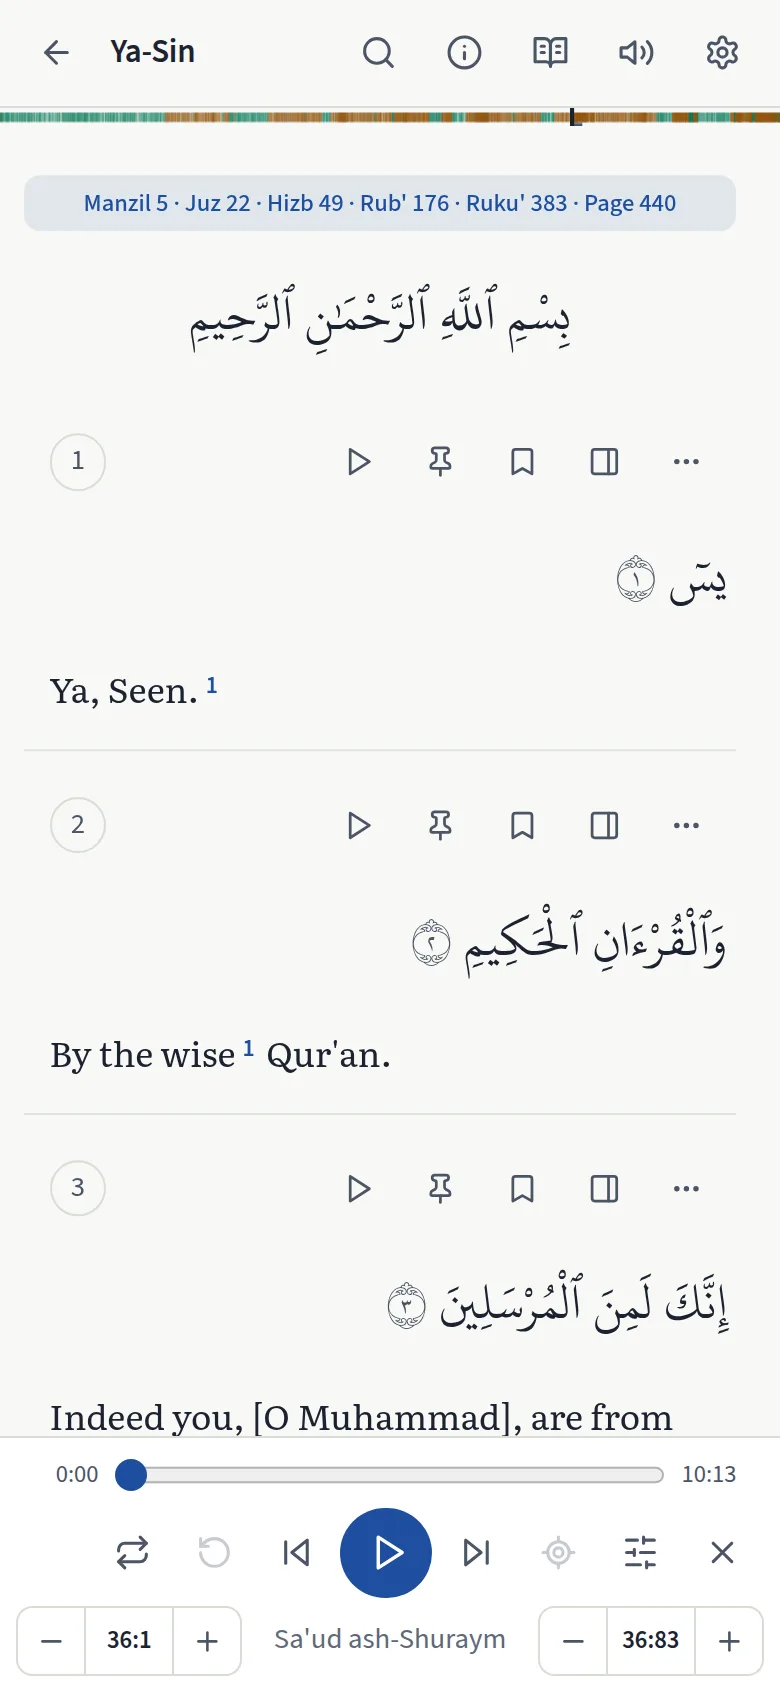 Ya-Sin
Manzil 5 · Juz 22 · Hizb 49 · Rub' 176 · Ruku' 383 · Page 440
بِسْمِ ٱللَّهِ ٱلرَّحْمَـٰنِ ٱلرَّحِيمِ
1
يسٓ ١
Ya, Seen. 1
2
وَٱلْقُرْءَانِ ٱلْحَكِيمِ ٢
By the wise 1 Qur'an.
3
إِنَّكَ لَمِنَ ٱلْمُرْسَلِينَ ٣
Indeed you, [O Muhammad], are from
0:00 10:13
36:1 Sa'ud ash-Shuraym 36:83